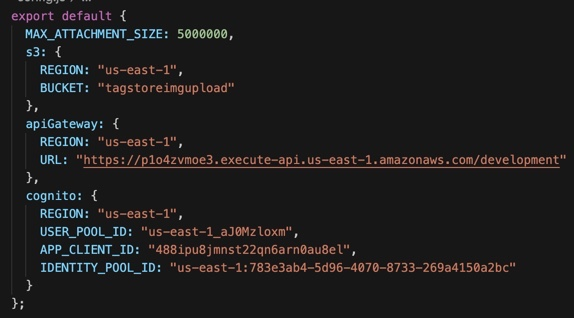 export default {
MAX_ATTACHMENT_SIZE: 5000000,
s3: {
REGION: "us-east-1",
BUCKET: "tagstoreimgupload"
},
apiGateway: {
REGION: "us-east-1",
URL: "https://p1o4zvmoe3.execute-api.us-east-1.amazonaws.com/development"
},
cognito: {
REGION: "us-east-1",
USER_POOL_ID: "us-east-1_aJ0Mzloxm",
APP_CLIENT_ID: "488ipu8jmnst22qn6arn0au8el",
IDENTITY_POOL_ID: "us-east-1:783e3ab4-5d96-4070-8733-269a4150a2bc"
}
};